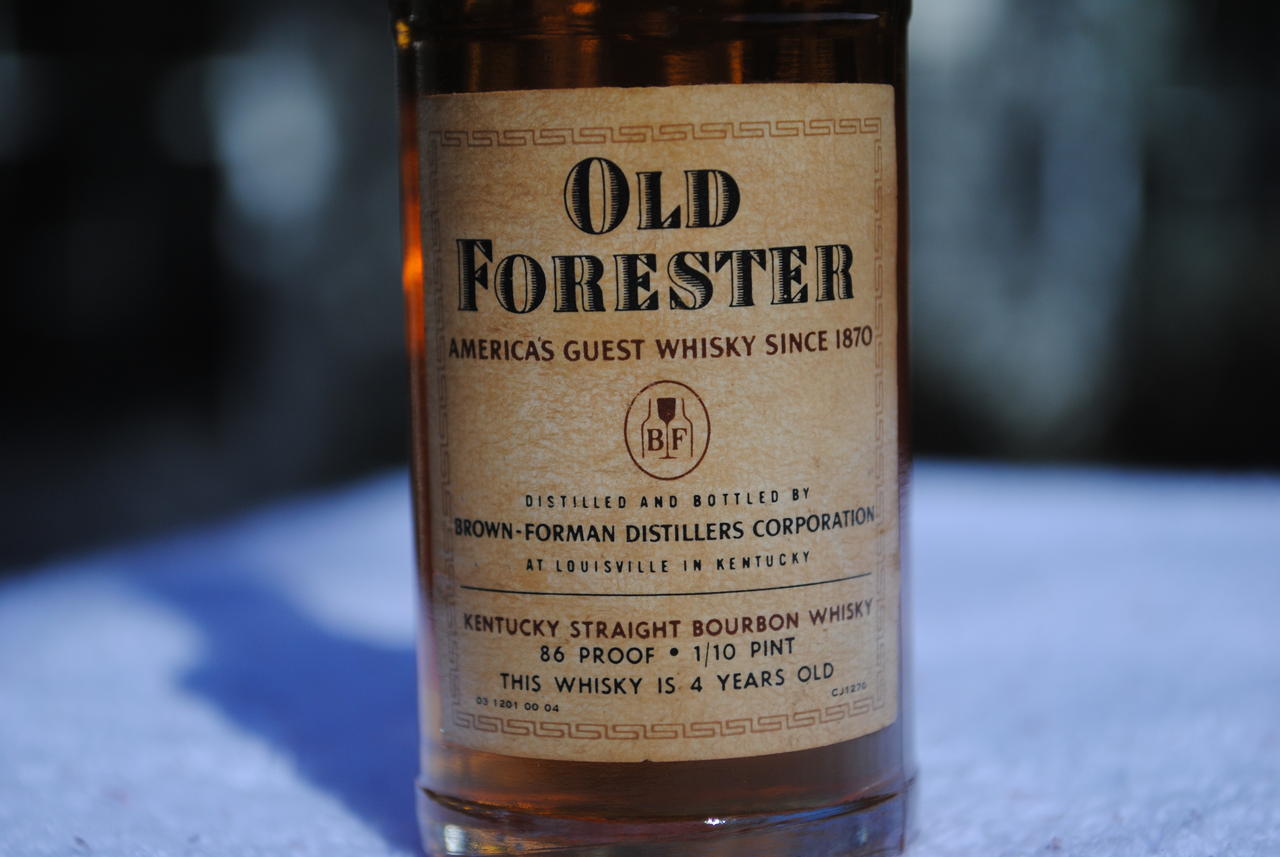 OLD
FORESTER
AMERICA'S GUEST WHISKY SINCE 1870
B F
DISTILLED AND BOTTLED BY
BROWN-FORMAN DISTILLERS CORPORATION
AT LOUISVILLE IN KENTUCKY
KENTUCKY STRAIGHT BOURBON WHISKY
86 PROOF • 1/10 PINT
THIS WHISKY IS 4 YEARS OLD
03 1201 00 04 CJ1270